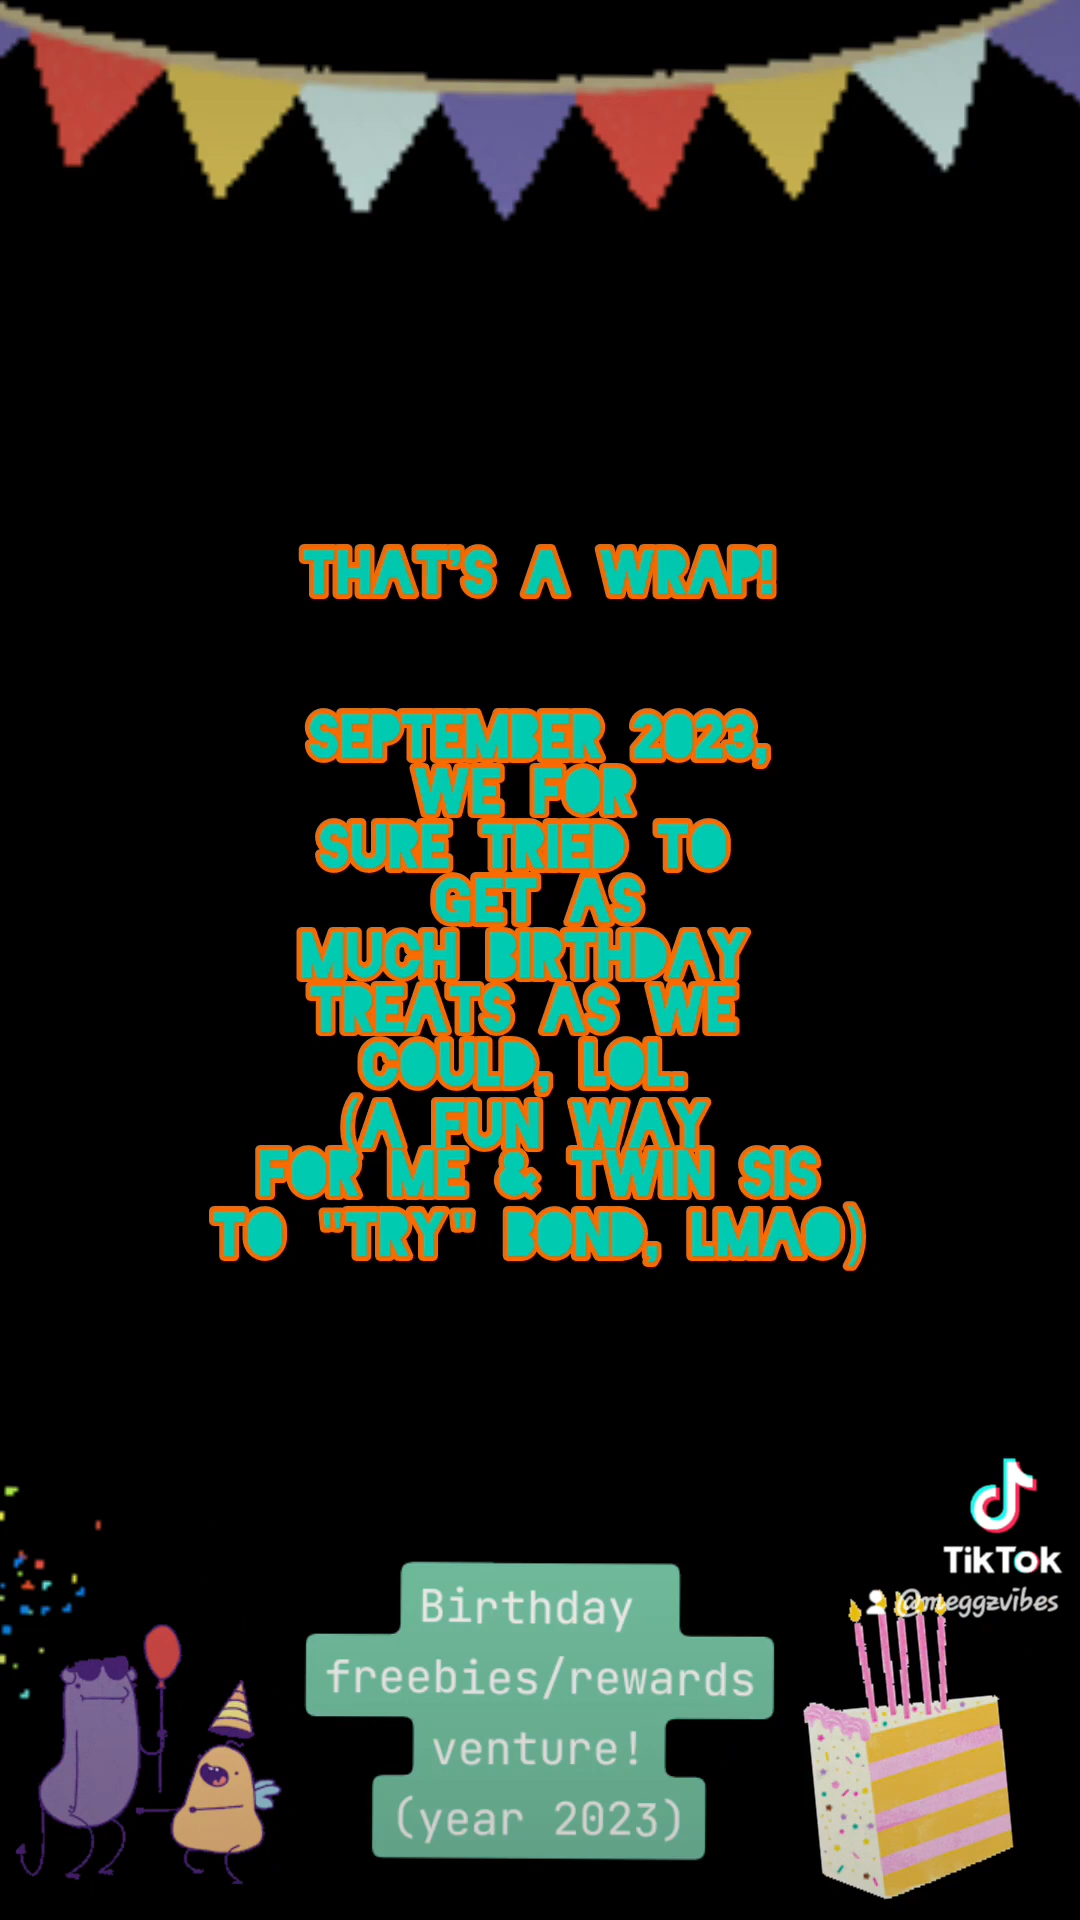 THAT'S A WRAP!
SEPTEMBER 2023,
WE FOR
SURE TRIED TO
GET AS
MUCH BIRTHDAY
TREATS AS WE
COULD, LOL.
(A FUN WAY
FOR ME & TWIN SIS
TO "TRY" BOND, LMAO)
TikTok
@meggzvibes
Birthday
freebies/rewards
venture!
(year 2023)